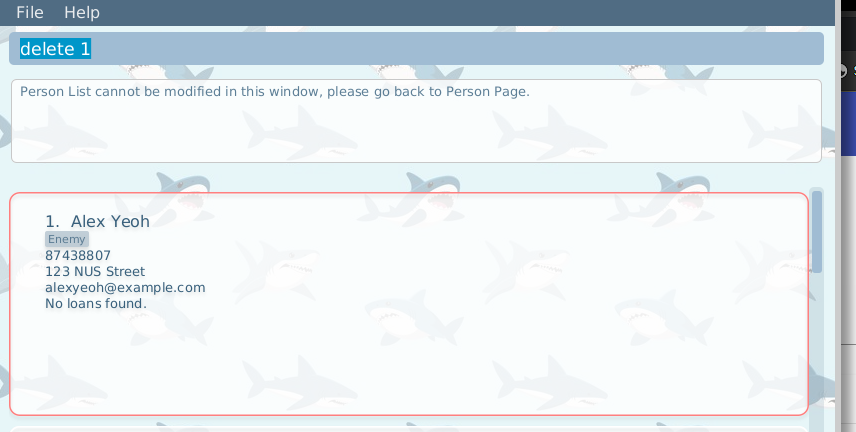 File Help
delete 1
Person List cannot be modified in this window, please go back to Person Page.
1. Alex Yeoh
Enemy
87438807
123 NUS Street
alexyeoh@example.com
No loans found.